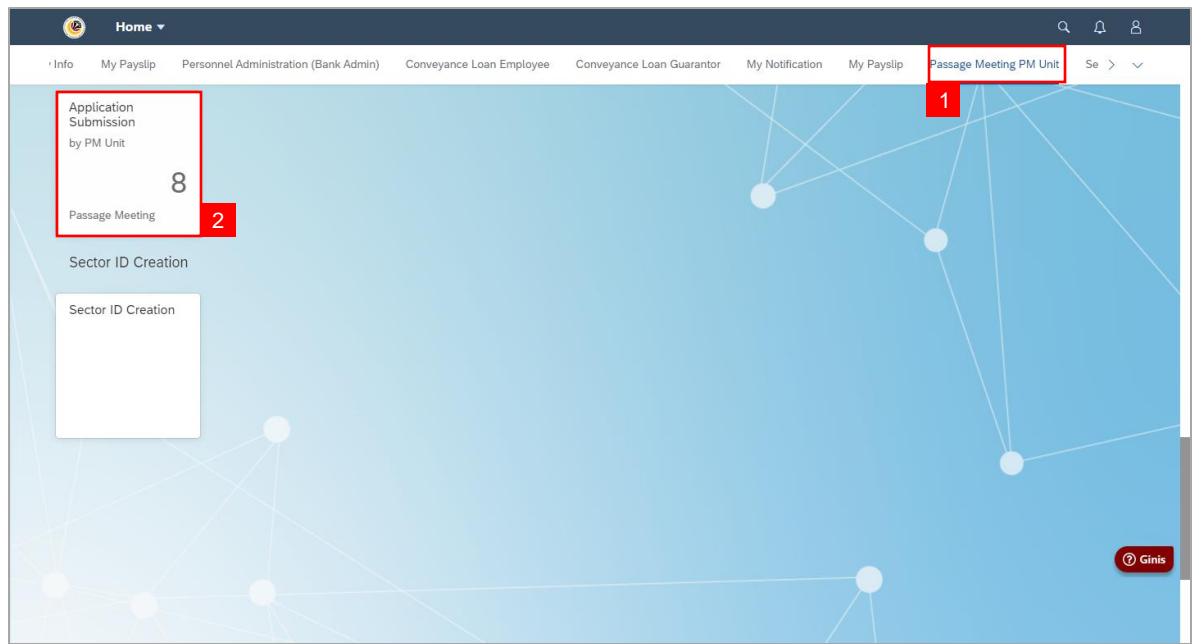 Home
Info
My Payslip
Personnel Administration (Bank Admin)
Conveyance Loan Employee
Conveyance Loan Guarantor
My Notification
My Payslip
Passage Meeting PM Unit
Se
1
Application
Submission
by PM Unit
8
Passage Meeting
2
Sector ID Creation
Sector ID Creation
Ginis